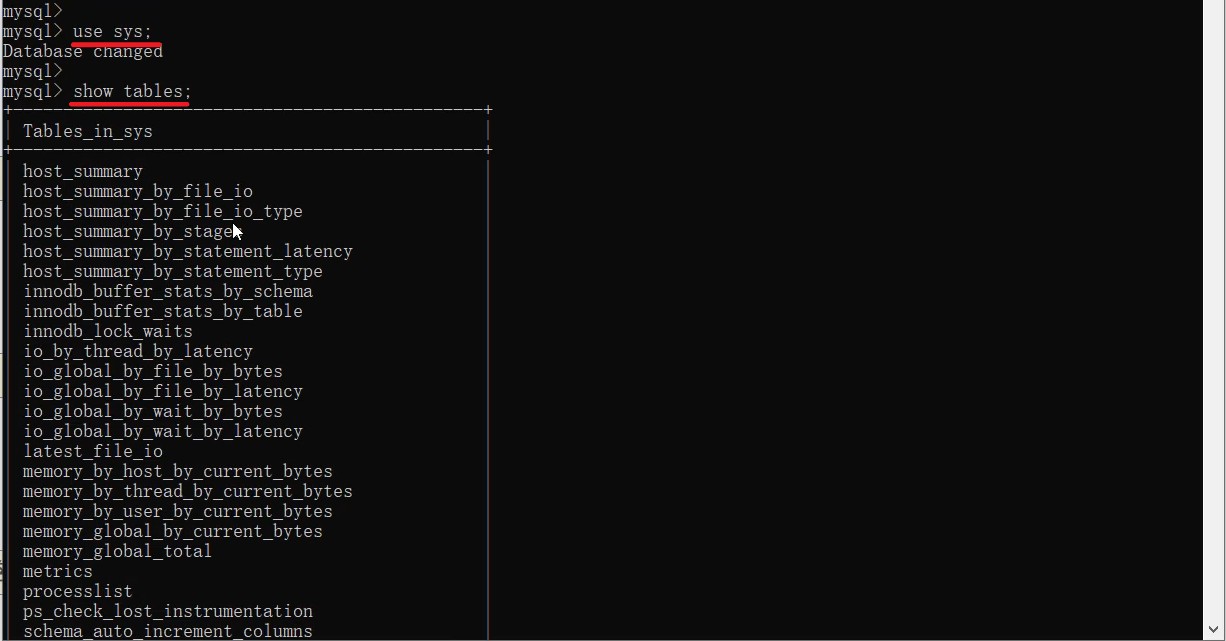 mysql>
mysql> use sys;
Database changed
mysql>
mysql> show tables;
+-----------------------------------------------+
| Tables_in_sys |
+-----------------------------------------------+
| host_summary |
host_summary_by_file_io
host_summary_by_file_io_type
host_summary_by_stages
host_summary_by_statement_latency
host_summary_by_statement_type
innodb_buffer_stats_by_schema
innodb_buffer_stats_by_table
innodb_lock_waits
io_by_thread_by_latency
io_global_by_file_by_bytes
io_global_by_file_by_latency
io_global_by_wait_by_bytes
io_global_by_wait_by_latency
latest_file_io
memory_by_host_by_current_bytes
memory_by_thread_by_current_bytes
memory_by_user_by_current_bytes
memory_global_by_current_bytes
memory_global_total
metrics
processlist
ps_check_lost_instrumentation
schema_auto_increment_columns